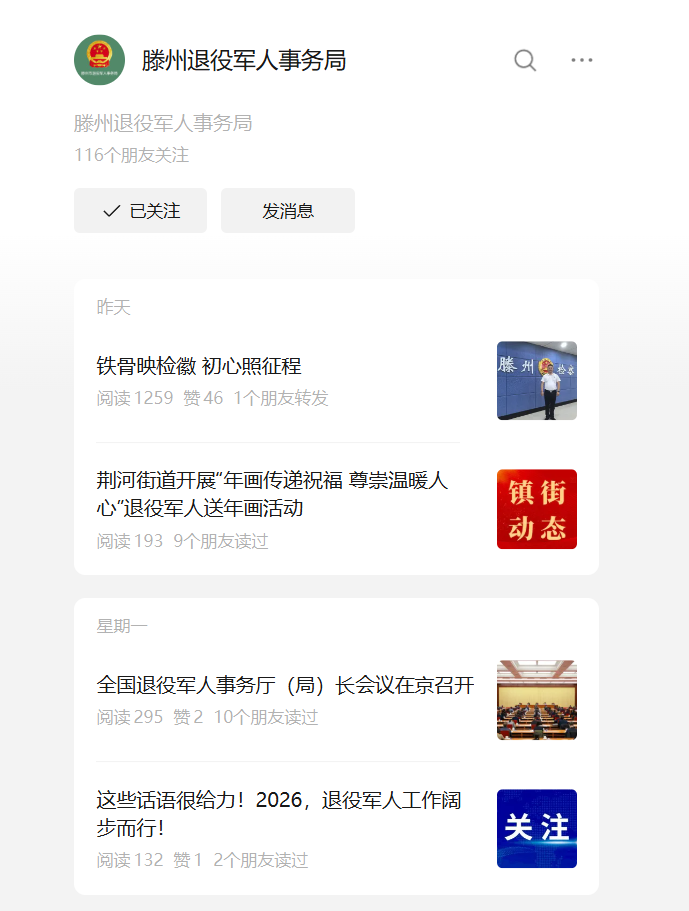 滕州退役军人事务局
滕州退役军人事务局
116个朋友关注
已关注
发消息
昨天
铁骨映检徽 初心照征程
阅读 1259 赞 46 1个朋友转发
滕州 检察
荆河街道开展“年画传递祝福 尊崇温暖人
心”退役军人送年画活动
阅读 193 9个朋友读过
镇街
动态
星期一
全国退役军人事务厅（局）长会议在京召开
阅读 295 赞 2 10个朋友读过
这些话语很给力！2026，退役军人工作阔
步而行！
阅读 132 赞 1 2个朋友读过
关注